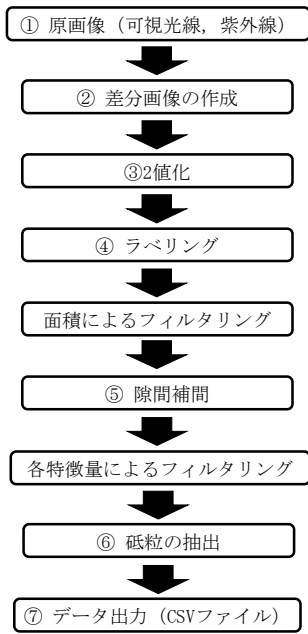 ① 原画像（可視光線，紫外線）
② 差分画像の作成
③2値化
④ ラベリング
面積によるフィルタリング
⑤ 隙間補間
各特徴量によるフィルタリング
⑥ 砥粒の抽出
⑦ データ出力（CSVファイル）